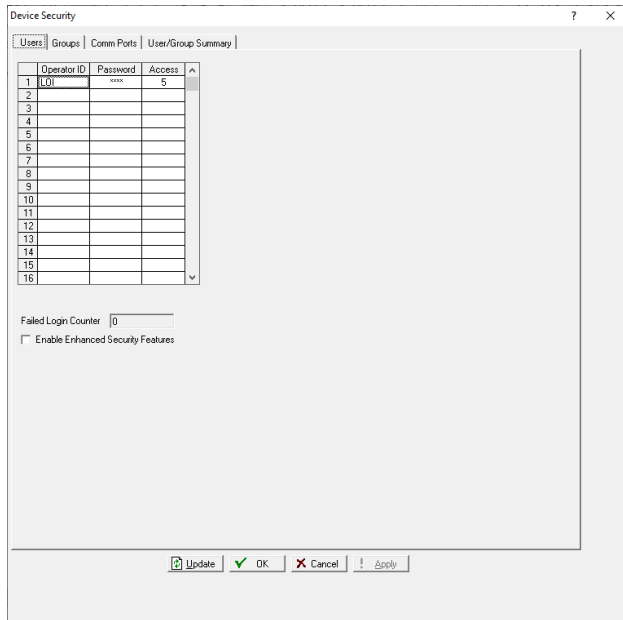 Device Security ? ×
Users Groups Comm Ports User/Group Summary
Operator ID Password Access
1 LOI **** 5
2
3
4
5
6
7
8
9
10
11
12
13
14
15
16
Failed Login Counter 0
Enable Enhanced Security Features
Update OK Cancel ! Apply